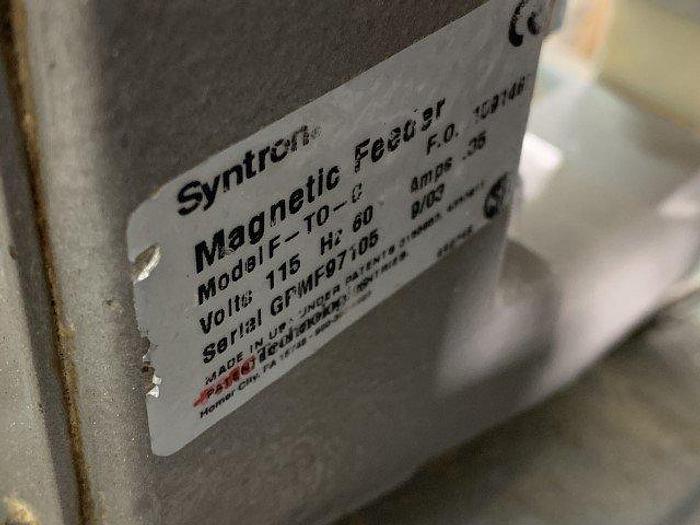 Syntron
Magnetic Feeder
Model F-TO-C F.O.
Volts 115 Hz 60 Amps .35
Serial GPMF97105 9/03
MADE IN U.S. UNDER PATENTS
Homer City, PA